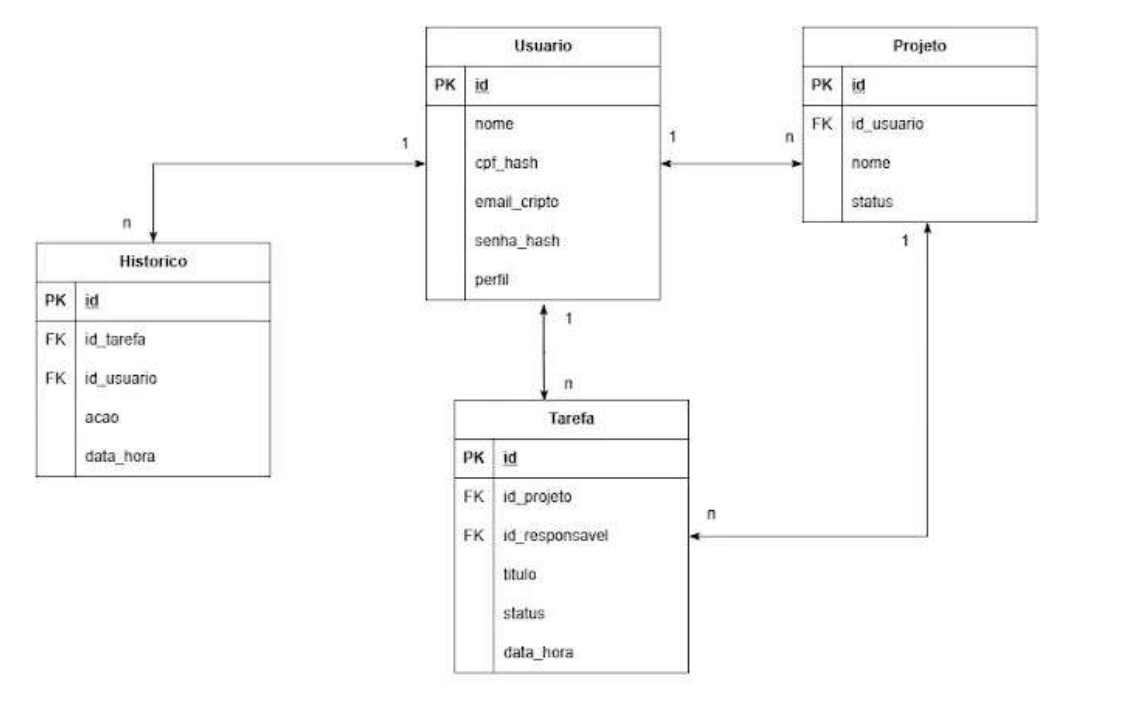 Usuario
PK id
nome
cpf_hash
email_cripto
senha_hash
perfil
Projeto
PK id
FK id_usuario
nome
status
1
n
1
n
Historico
PK id
FK id_tarefa
FK id_usuario
acao
data_hora
1
n
1
n
Tarefa
PK id
FK id_projeto
FK id_responsavel
titulo
status
data_hora